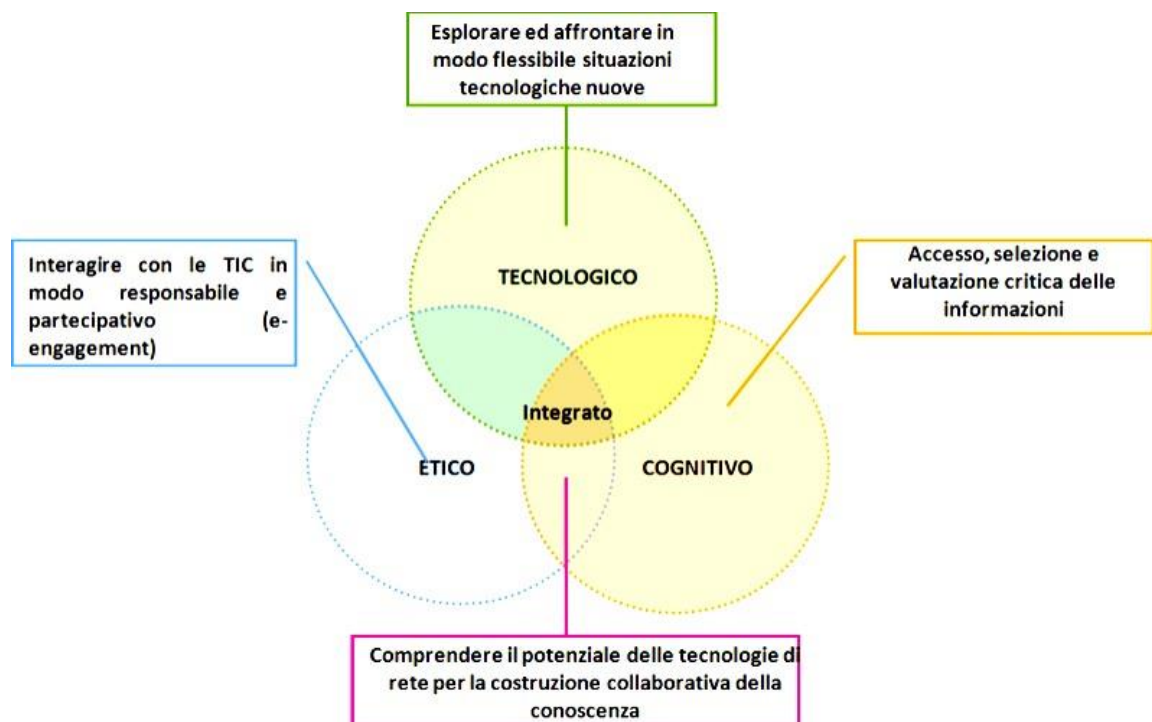 Esplorare ed affrontare in
modo flessibile situazioni
tecnologiche nuove
Interagire con le TIC in
modo responsabile e
partecipativo (e-
engagement)
TECNOLOGICO
Accesso, selezione e
valutazione critica delle
informazioni
Integrato
ETICO
COGNITIVO
Comprendere il potenziale delle tecnologie di
rete per la costruzione collaborativa della
conoscenza